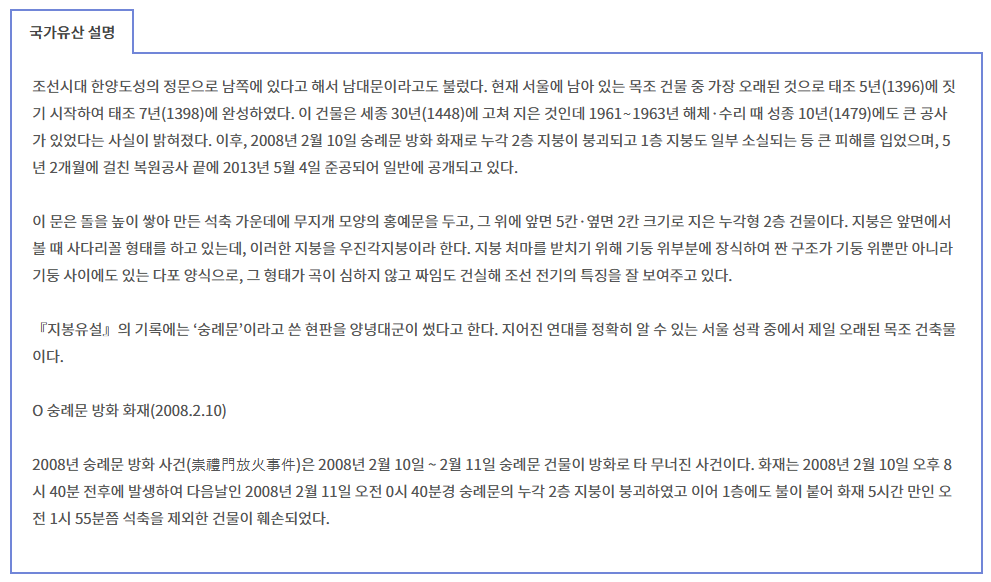 국가유산 설명
조선시대 한양도성의 정문으로 남쪽에 있다고 해서 남대문이라고도 불렀다. 현재 서울에 남아 있는 목조 건물 중 가장 오래된 것으로 태조 5년(1396)에 짓
기 시작하여 태조 7년(1398)에 완성하였다. 이 건물은 세종 30년(1448)에 고쳐 지은 것인데 1961~1963년 해체·수리 때 성종 10년(1479)에도 큰 공사
가 있었다는 사실이 밝혀졌다. 이후, 2008년 2월 10일 숭례문 방화 화재로 누각 2층 지붕이 붕괴되고 1층 지붕도 일부 소실되는 등 큰 피해를 입었으며, 5
년 2개월에 걸친 복원공사 끝에 2013년 5월 4일 준공되어 일반에 공개되고 있다.
이 문은 돌을 높이 쌓아 만든 석축 가운데에 무지개 모양의 홍예문을 두고, 그 위에 앞면 5칸·옆면 2칸 크기로 지은 누각형 2층 건물이다. 지붕은 앞면에서
볼 때 사다리꼴 형태를 하고 있는데, 이러한 지붕을 우진각지붕이라 한다. 지붕 처마를 받치기 위해 기둥 위부분에 장식하여 짠 구조가 기둥 위뿐만 아니라
기둥 사이에도 있는 다포 양식으로, 그 형태가 곡이 심하지 않고 짜임도 건실해 조선 전기의 특징을 잘 보여주고 있다.
『지봉유설』의 기록에는 ‘숭례문’이라고 쓴 현판을 양녕대군이 썼다고 한다. 지어진 연대를 정확히 알 수 있는 서울 성곽 중에서 제일 오래된 목조 건축물
이다.
O 숭례문 방화 화재(2008.2.10)
2008년 숭례문 방화 사건(崇禮門放火事件)은 2008년 2월 10일 ~ 2월 11일 숭례문 건물이 방화로 타 무너진 사건이다. 화재는 2008년 2월 10일 오후 8
시 40분 전후에 발생하여 다음날인 2008년 2월 11일 오전 0시 40분경 숭례문의 누각 2층 지붕이 붕괴하였고 이어 1층에도 불이 붙어 화재 5시간 만인 오
전 1시 55분쯤 석축을 제외한 건물이 훼손되었다.